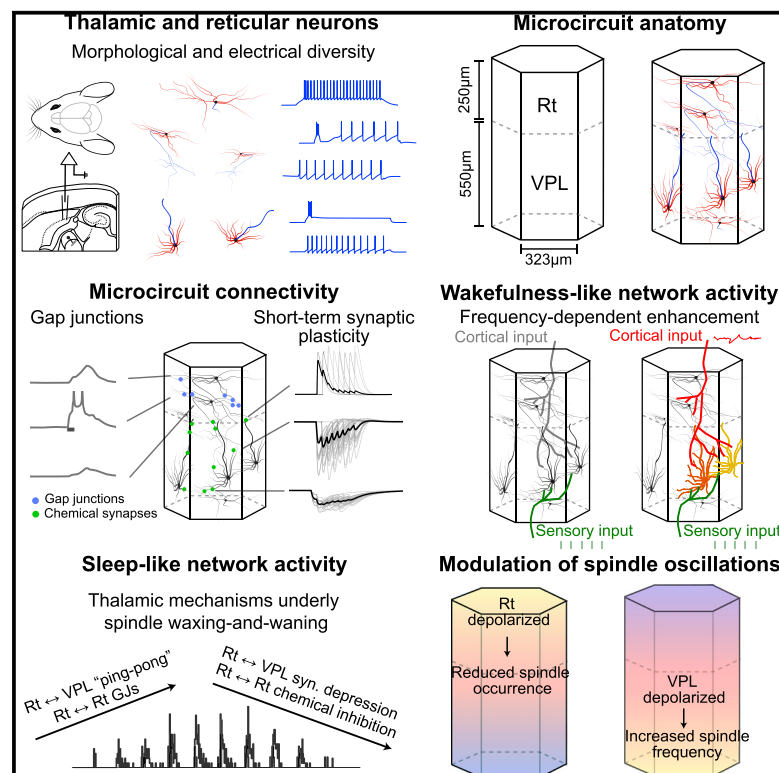 Thalamic and reticular neurons
Morphological and electrical diversity
Microcircuit anatomy
250µm
Rt
550µm
VPL
323µm
Microcircuit connectivity
Gap junctions
Short-term synaptic
plasticity
Gap junctions
Chemical synapses
Wakefulness-like network activity
Frequency-dependent enhancement
Cortical input
Cortical input
Sensory input
Sensory input
Sleep-like network activity
Thalamic mechanisms underly
spindle waxing-and-waning
Rt ↔ VPL “ping-pong”
Rt ↔ Rt GJs
Rt ↔ VPL syn. depression
Rt ↔ Rt chemical inhibition
Modulation of spindle oscillations
Rt
depolarized
Reduced spindle
occurrence
VPL
depolarized
Increased spindle
frequency